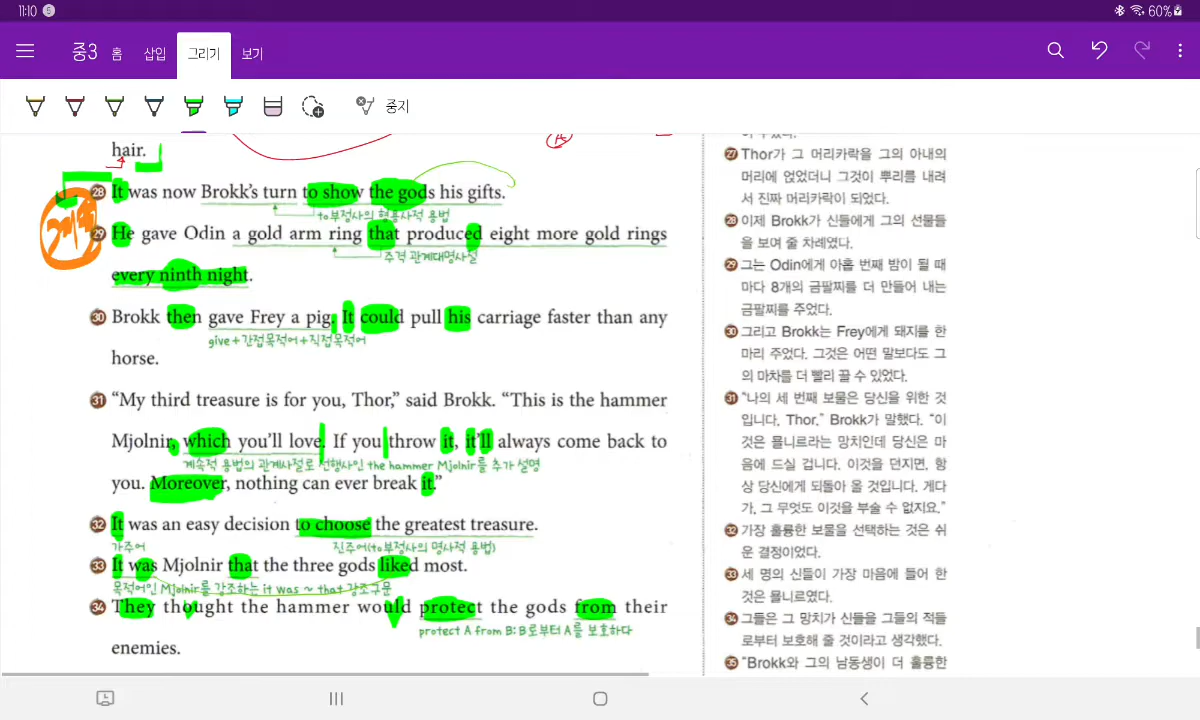 11:10 5 60%
중3 홈 삽입 그리기 보기
중지
hair.
28 It was now Brokk's turn to show the gods his gifts.
to부정사의 형용사적 용법
29 He gave Odin a gold arm ring that produced eight more gold rings
주격 관계대명사절
every ninth night.
30 Brokk then gave Frey a pig. It could pull his carriage faster than any
give+간접목적어+직접목적어
horse.
31 “My third treasure is for you, Thor,” said Brokk. “This is the hammer
Mjolnir, which you'll love. If you throw it, it'll always come back to
계속적 용법의 관계사절로 선행사인 the hammer Mjolnir를 추가 설명
you. Moreover, nothing can ever break it.”
32 It was an easy decision to choose the greatest treasure.
가주어 진주어(to부정사의 명사적 용법)
33 It was Mjolnir that the three gods liked most.
목적어인 Mjolnir를 강조하는 it was ~ that 강조구문
34 They thought the hammer would protect the gods from their
protect A from B: B로부터 A를 보호하다
enemies.
27 Thor가 그 머리카락을 그의 아내의
머리에 얹었더니 그것이 뿌리를 내려
서 진짜 머리카락이 되었다.
28 이제 Brokk가 신들에게 그의 선물들
을 보여 줄 차례였다.
29 그는 Odin에게 아홉 번째 밤이 될 때
마다 8개의 금팔찌를 더 만들어 내는
금팔찌를 주었다.
30 그리고 Brokk는 Frey에게 돼지를 한
마리 주었다. 그것은 어떤 말보다도 그
의 마차를 더 빨리 끌 수 있었다.
31 “나의 세 번째 보물은 당신을 위한 것
입니다, Thor.” Brokk가 말했다. “이
것은 묠니르라는 망치인데 당신은 마
음에 드실 겁니다. 이것을 던지면, 항
상 당신에게 되돌아 올 것입니다. 게다
가, 그 무엇도 이것을 부술 수 없지요.”
32 가장 훌륭한 보물을 선택하는 것은 쉬
운 결정이었다.
33 세 명의 신들이 가장 마음에 들어 한
것은 묠니르였다.
34 그들은 그 망치가 신들을 그들의 적들
로부터 보호해 줄 것이라고 생각했다.
35 “Brokk와 그의 남동생이 더 훌륭한